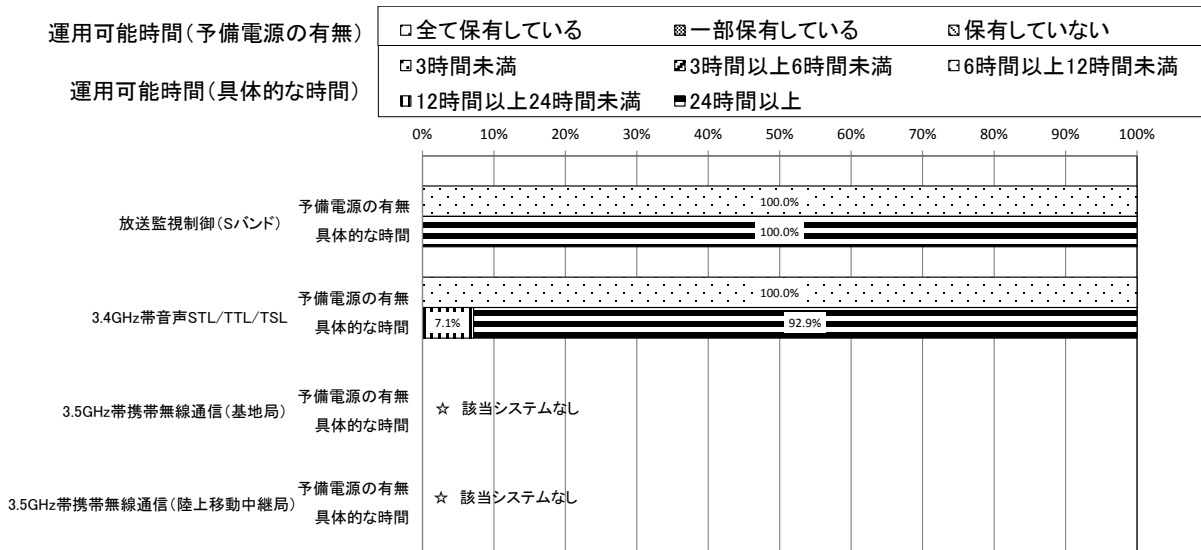 運用可能時間(予備電源の有無) 全て保有している 一部保有している 保有していない
運用可能時間(具体的な時間) 3時間未満 3時間以上6時間未満 6時間以上12時間未満
12時間以上24時間未満 24時間以上
0% 10% 20% 30% 40% 50% 60% 70% 80% 90% 100%
放送監視制御(Sバンド)
予備電源の有無 100.0%
具体的な時間 100.0%
3.4GHz帯音声STL/TTL/TSL
予備電源の有無 100.0%
具体的な時間 7.1% 92.9%
3.5GHz帯携帯無線通信(基地局)
予備電源の有無
具体的な時間
☆ 該当システムなし
3.5GHz帯携帯無線通信(陸上移動中継局)
予備電源の有無
具体的な時間
☆ 該当システムなし